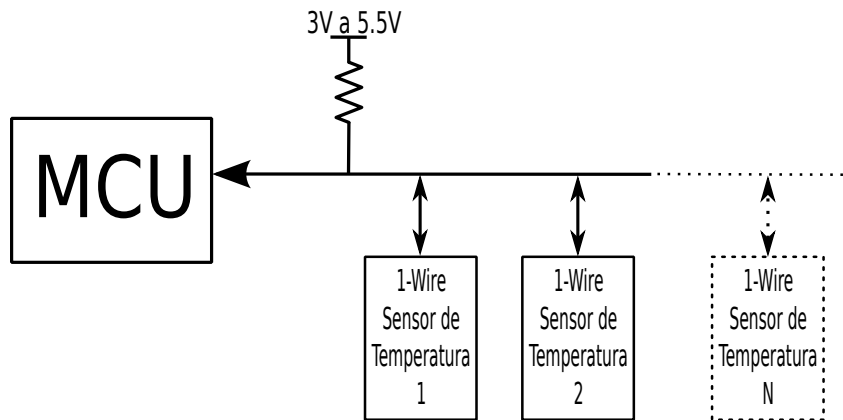 3V a 5.5V
MCU
1-Wire
Sensor de
Temperatura
1
1-Wire
Sensor de
Temperatura
2
1-Wire
Sensor de
Temperatura
N